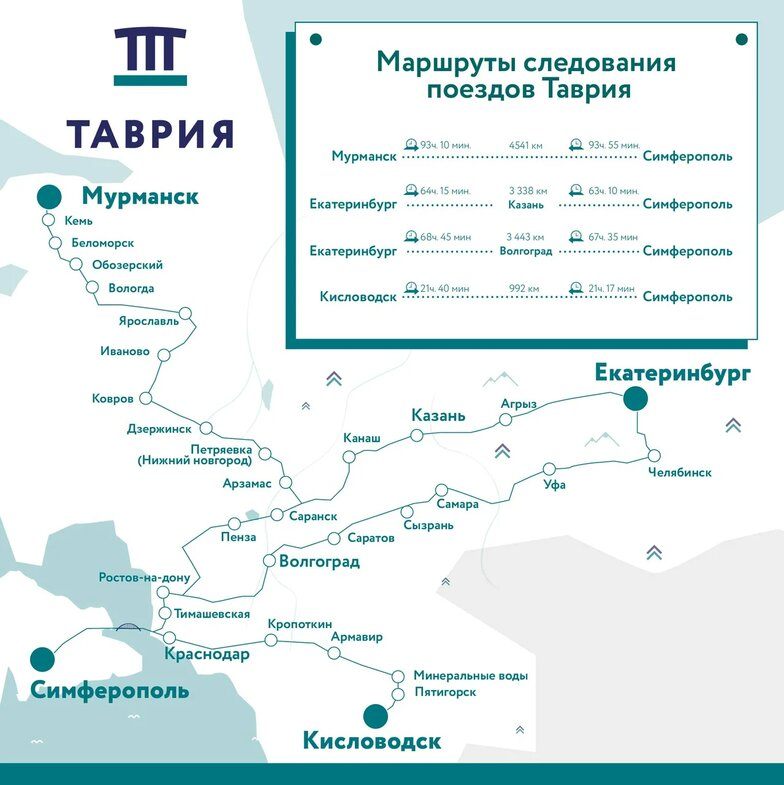 ТАВРИЯ
Маршруты следования
поездов Таврия
93ч. 10 мин. 4541 км 93ч. 55 мин.
Мурманск Симферополь
64ч. 15 мин. 3 338 км 63ч. 10 мин.
Екатеринбург Казань Симферополь
68ч. 45 мин 3 443 км 67ч. 35 мин
Екатеринбург Волгоград Симферополь
21ч. 40 мин 992 км 21ч. 17 мин
Кисловодск Симферополь
Мурманск
Кемь
Беломорск
Обозерский
Вологда
Ярославль
Иваново
Ковров
Дзержинск
Петряевка
(Нижний новгород)
Арзамас
Саранск
Пенза
Канаш
Казань
Агрыз
Екатеринбург
Челябинск
Уфа
Самара
Сызрань
Саратов
Волгоград
Ростов-на-дону
Тимашевская
Краснодар
Кропоткин
Армавир
Минеральные воды
Пятигорск
Кисловодск
Симферополь